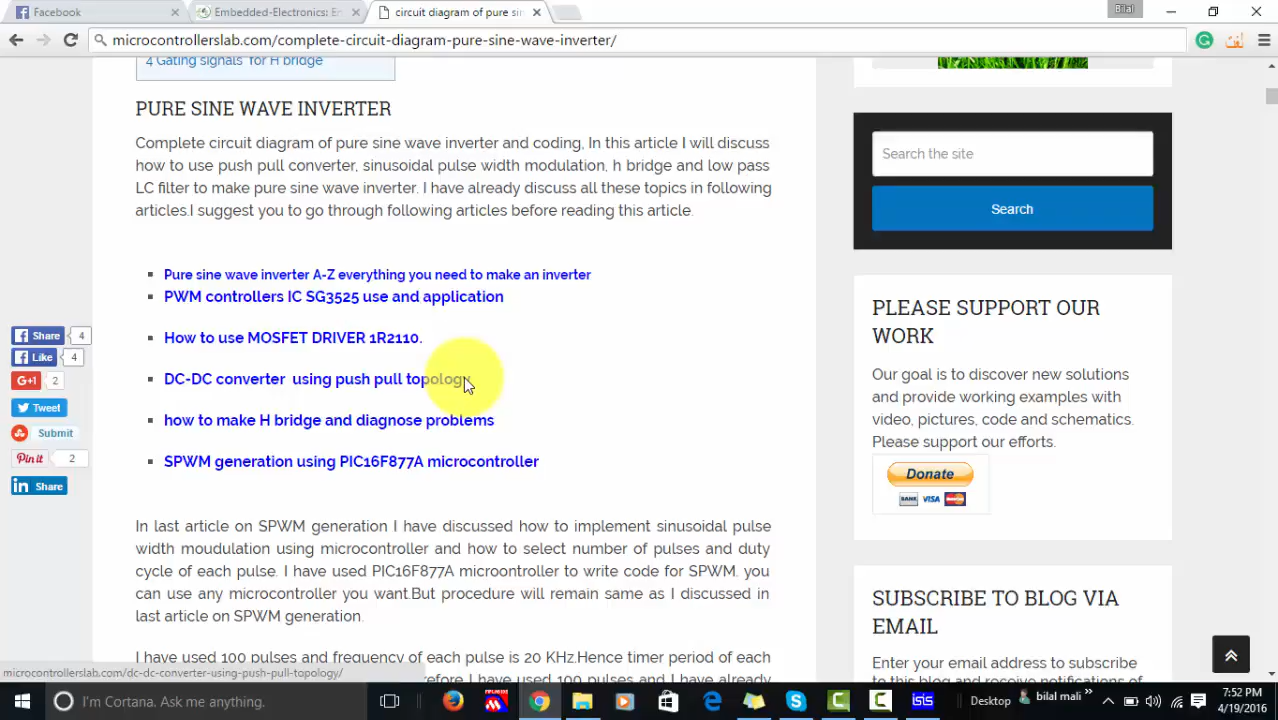 Facebook
Embedded-Electronics: E
circuit diagram of pure si
Bilal
microcontrollerslab.com/complete-circuit-diagram-pure-sine-wave-inverter/
4 Gating signals for H bridge
PURE SINE WAVE INVERTER
Complete circuit diagram of pure sine wave inverter and coding, In this article I will discuss
how to use push pull converter, sinusoidal pulse width modulation, h bridge and low pass
LC filter to make pure sine wave inverter. I have already discuss all these topics in following
articles.I suggest you to go through following articles before reading this article.
Pure sine wave inverter A-Z everything you need to make an inverter
PWM controllers IC SG3525 use and application
How to use MOSFET DRIVER 1R2110.
DC-DC converter using push pull topology
how to make H bridge and diagnose problems
SPWM generation using PIC16F877A microcontroller
In last article on SPWM generation I have discussed how to implement sinusoidal pulse
width moudulation using microcontroller and how to select number of pulses and duty
cycle of each pulse. I have used PIC16F877A microontroller to write code for SPWM. you
can use any microcontroller you want.But procedure will remain same as I discussed in
last article on SPWM generation.
I have used 100 pulses and frequency of each pulse is 20 KHz.Hence timer period of each
refore I have used 100 pulses and I have already
Share 4
Like 4
G+1 2
Tweet
Submit
Pin it 2
in Share
Search the site
Search
PLEASE SUPPORT OUR
WORK
Our goal is to discover new solutions
and provide working examples with
video, pictures, code and schematics.
Please support our efforts.
Donate
BANK VISA
SUBSCRIBE TO BLOG VIA
EMAIL
Enter your email address to subscribe
to this blog and receive notifications of
microcontrollerslab.com/dc-dc-converter-using-push-pull-topology/
I'm Cortana. Ask me anything.
isis
Desktop
bilal mali
7:52 PM
4/19/2016